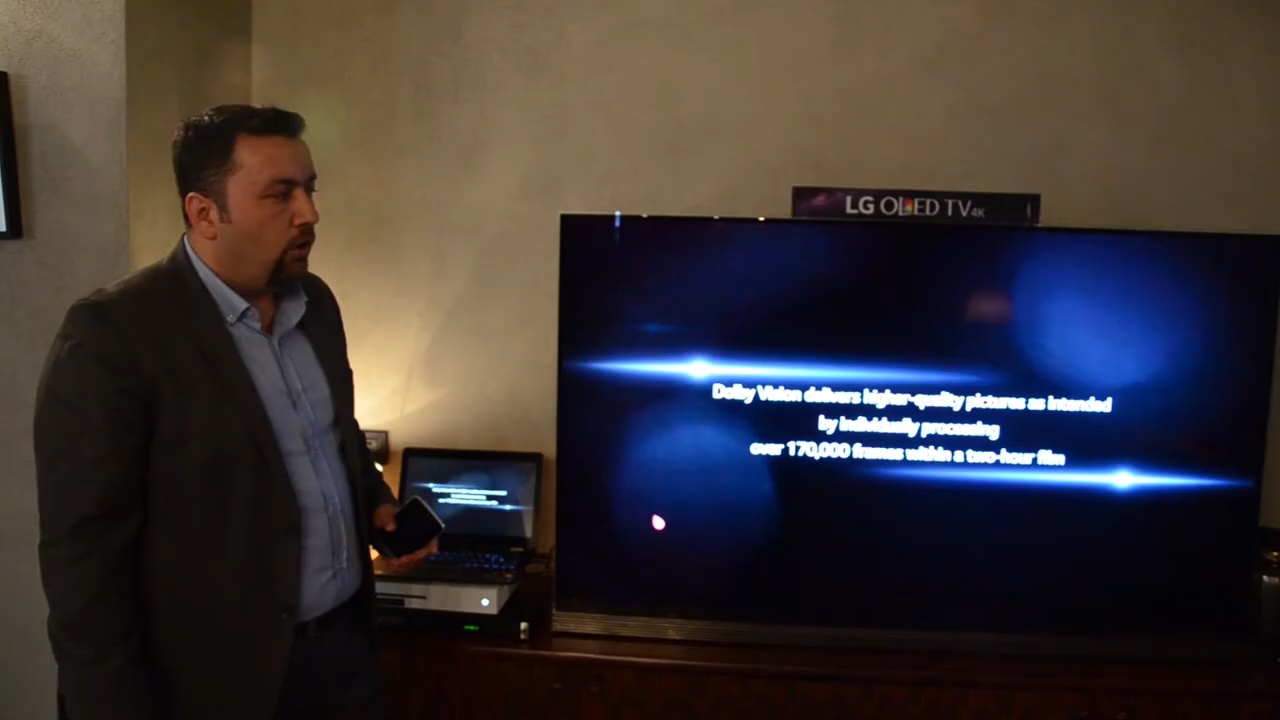 LG OLED TV 4K
Dolby Vision delivers higher-quality pictures as intended
by individually processing
over 170,000 frames within a two-hour film